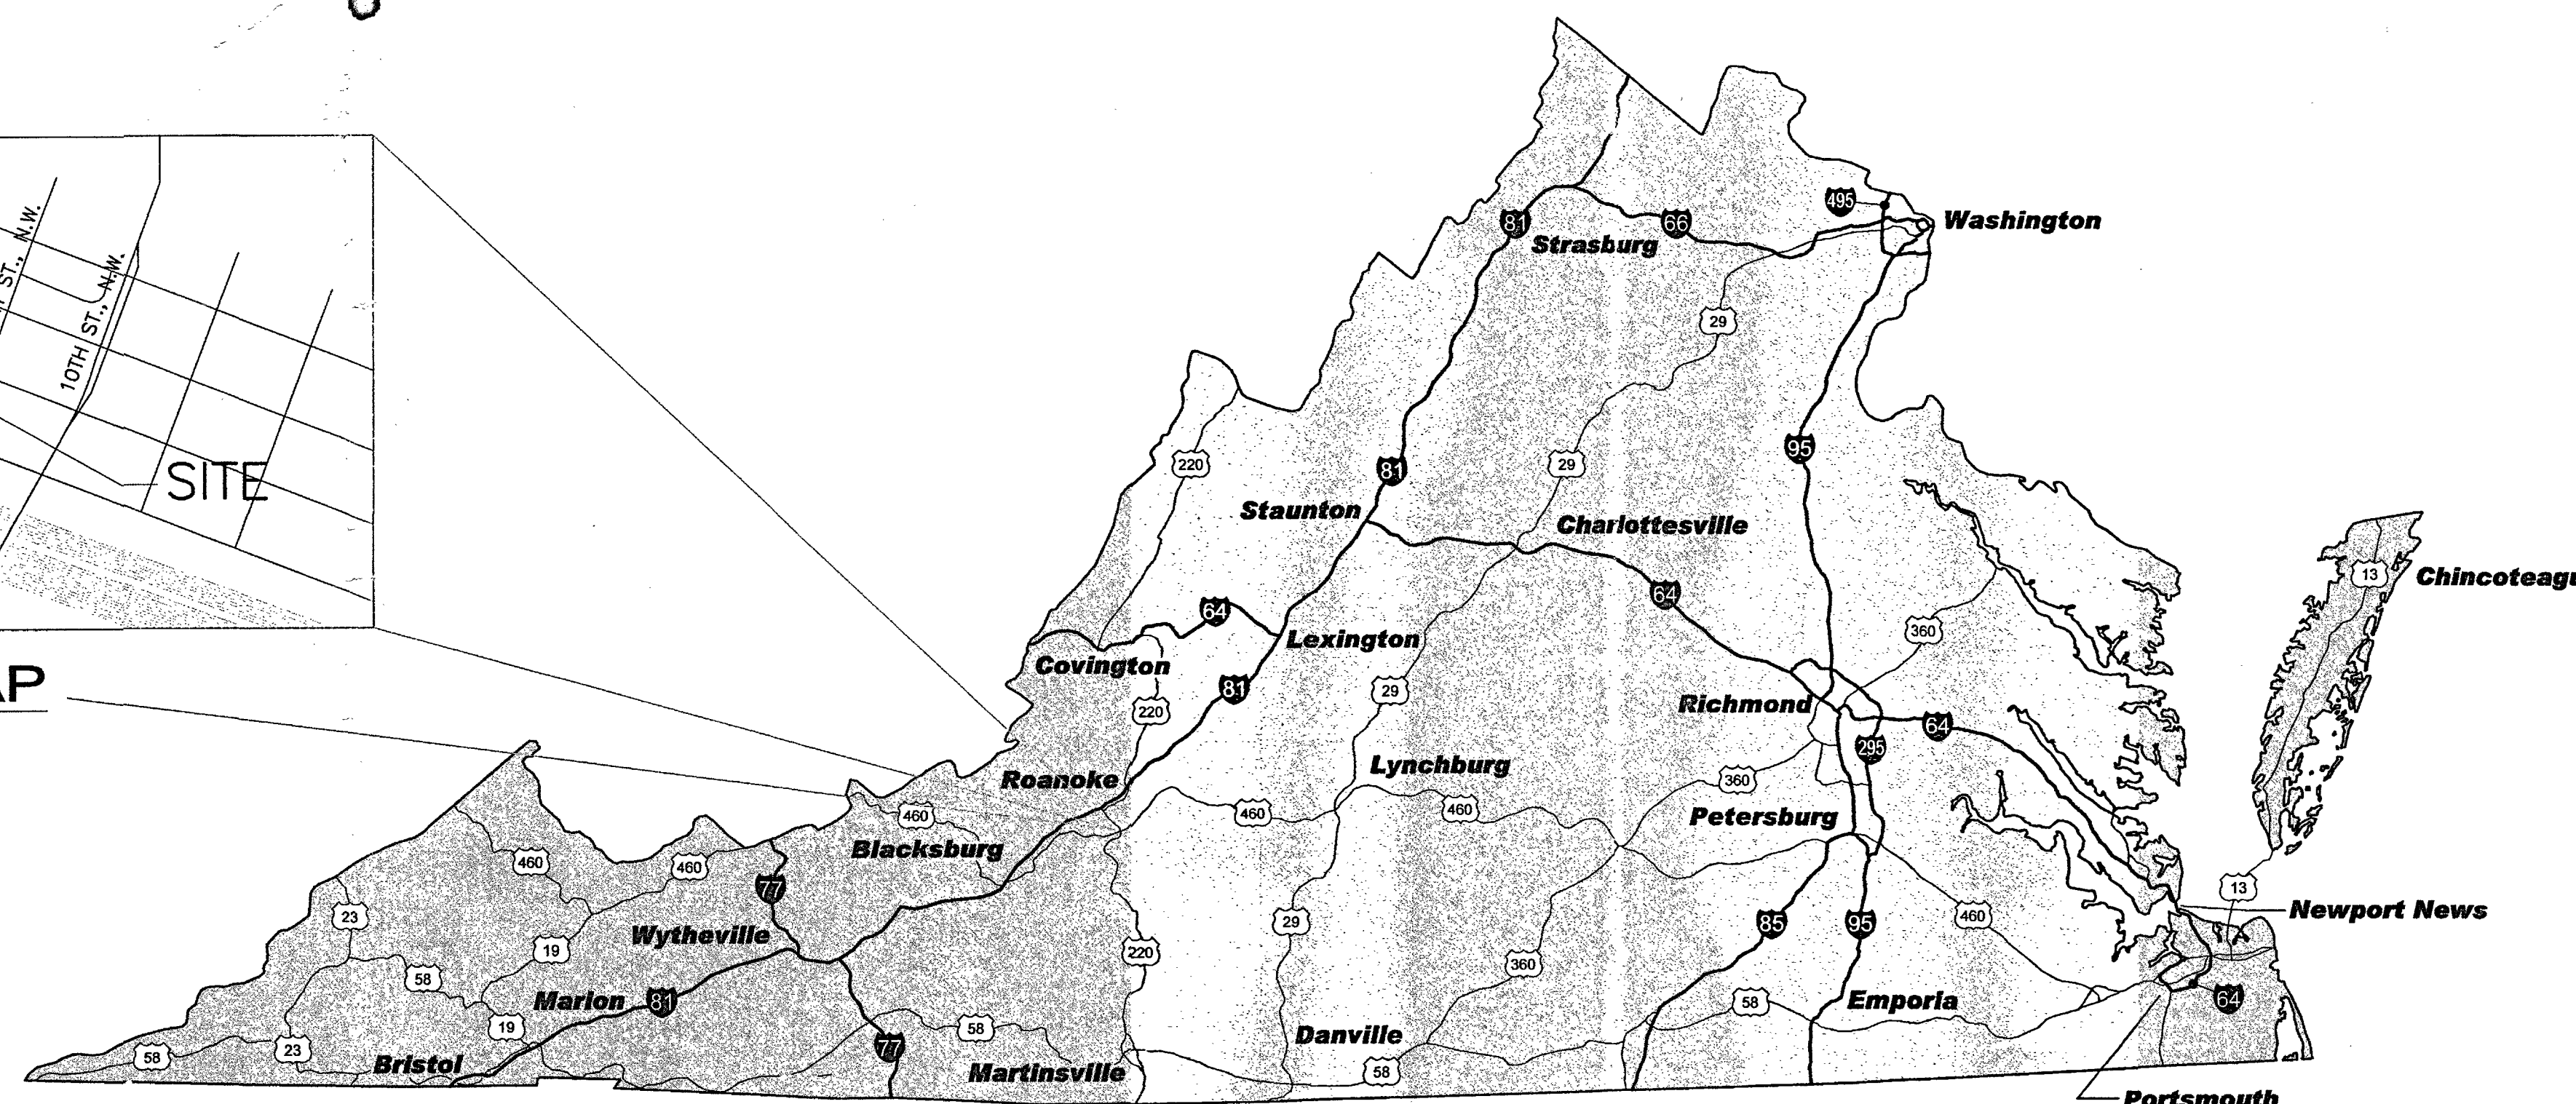 ST., N.W.
10TH ST., N.W.
SITE
AP
495
Washington
81
66
Strasburg
29
220
81
29
95
Staunton
Charlottesville
13
Chincoteagu
64
64
360
Lexington
Covington
81
29
220
Richmond
64
295
Roanoke
Lynchburg
360
460
460
460
Petersburg
Blacksburg
460
460
77
13
23
Newport News
29
85
95
460
Wytheville
19
220
360
58
Marion
81
58
Emporia
64
19
58
Danville
58
23
77
Bristol
Martinsville
58
Portsmouth